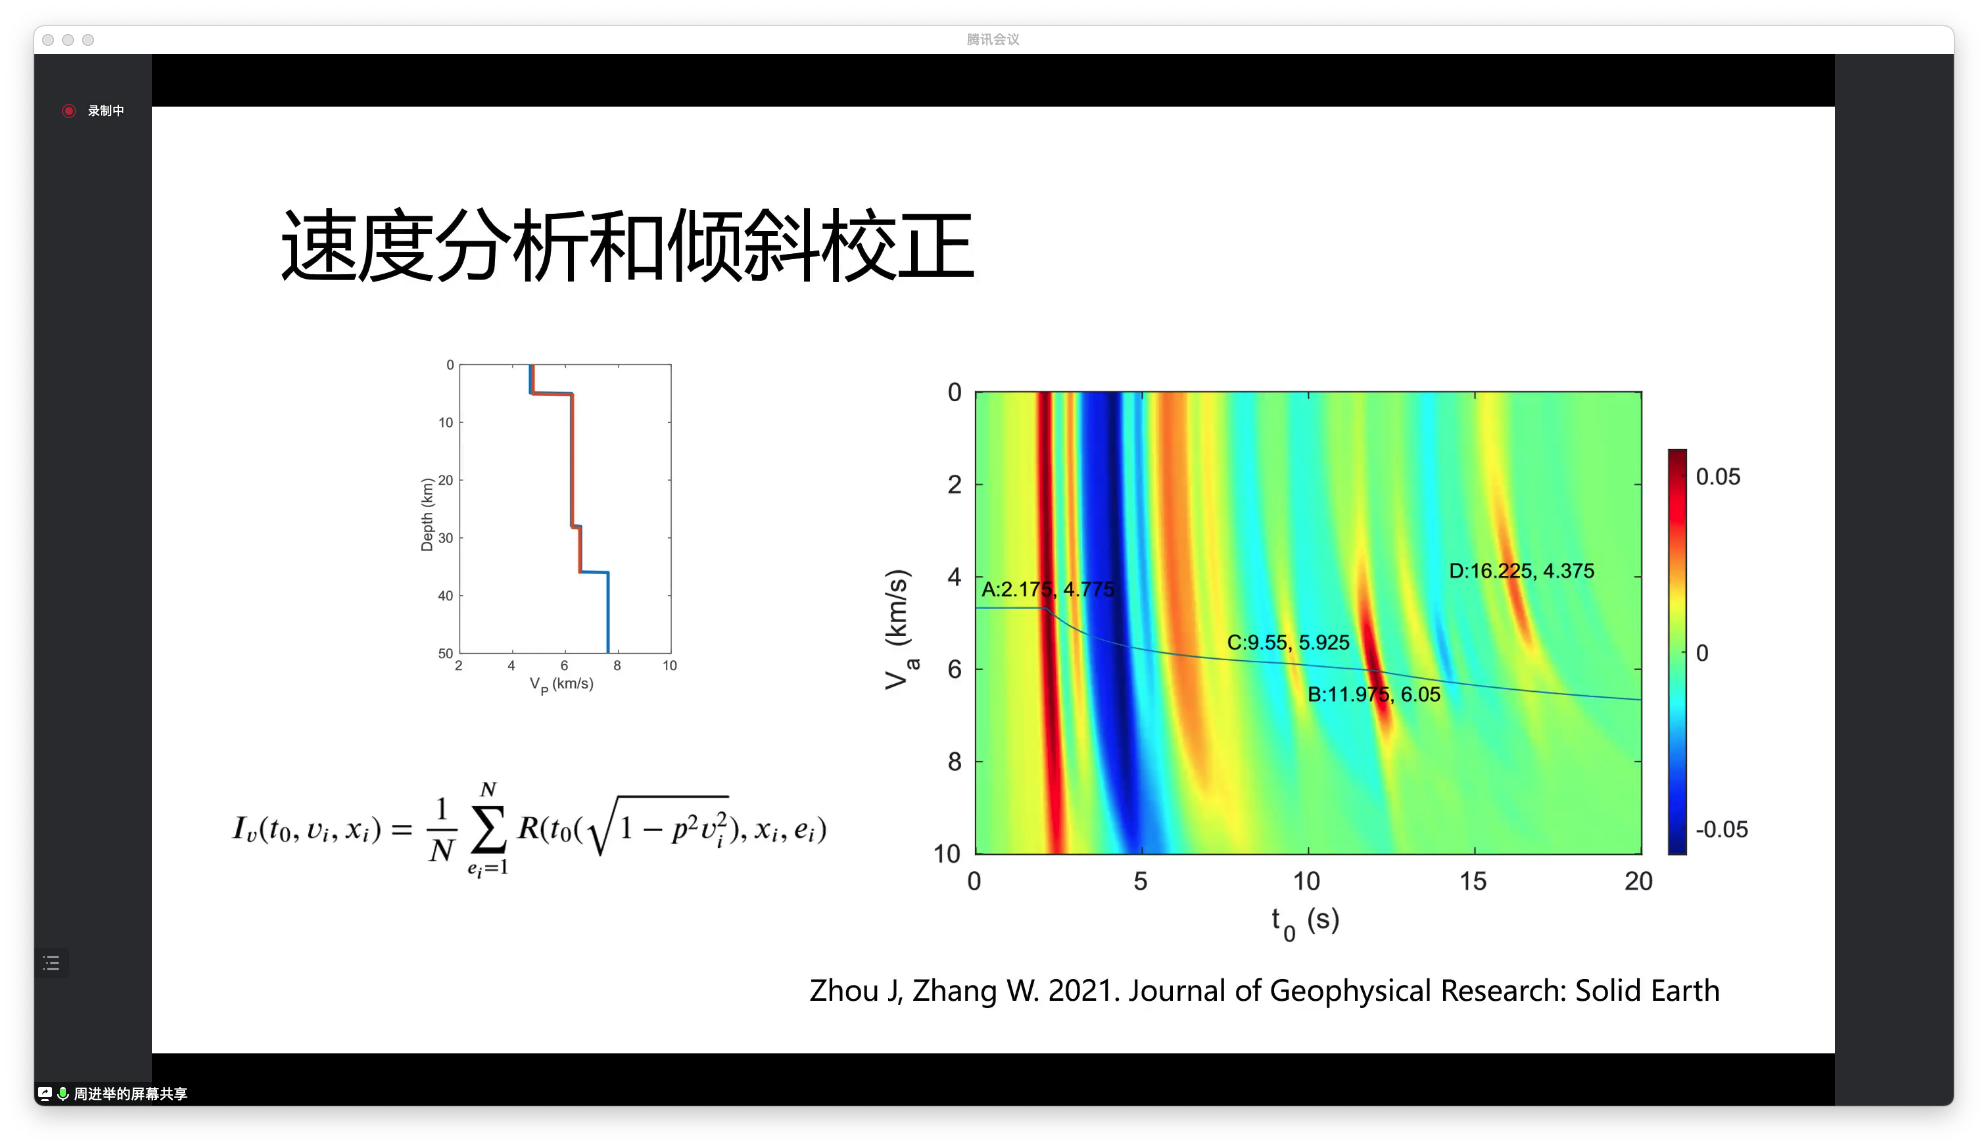 腾讯会议
录制中
速度分析和倾斜校正
0
10
20
30
40
50
Depth (km)
2 4 6 8 10
V_P (km/s)
I_v(t_0, v_i, x_i) = \frac{1}{N} \sum_{e_i=1}^{N} R(t_0(\sqrt{1 - p^2 v_i^2}), x_i, e_i)
0
2
4
6
8
10
V_a (km/s)
A:2.175, 4.775
D:16.225, 4.375
C:9.55, 5.925
B:11.975, 6.05
0 5 10 15 20
t_0 (s)
0.05
0
-0.05
Zhou J, Zhang W. 2021. Journal of Geophysical Research: Solid Earth
周进举的屏幕共享